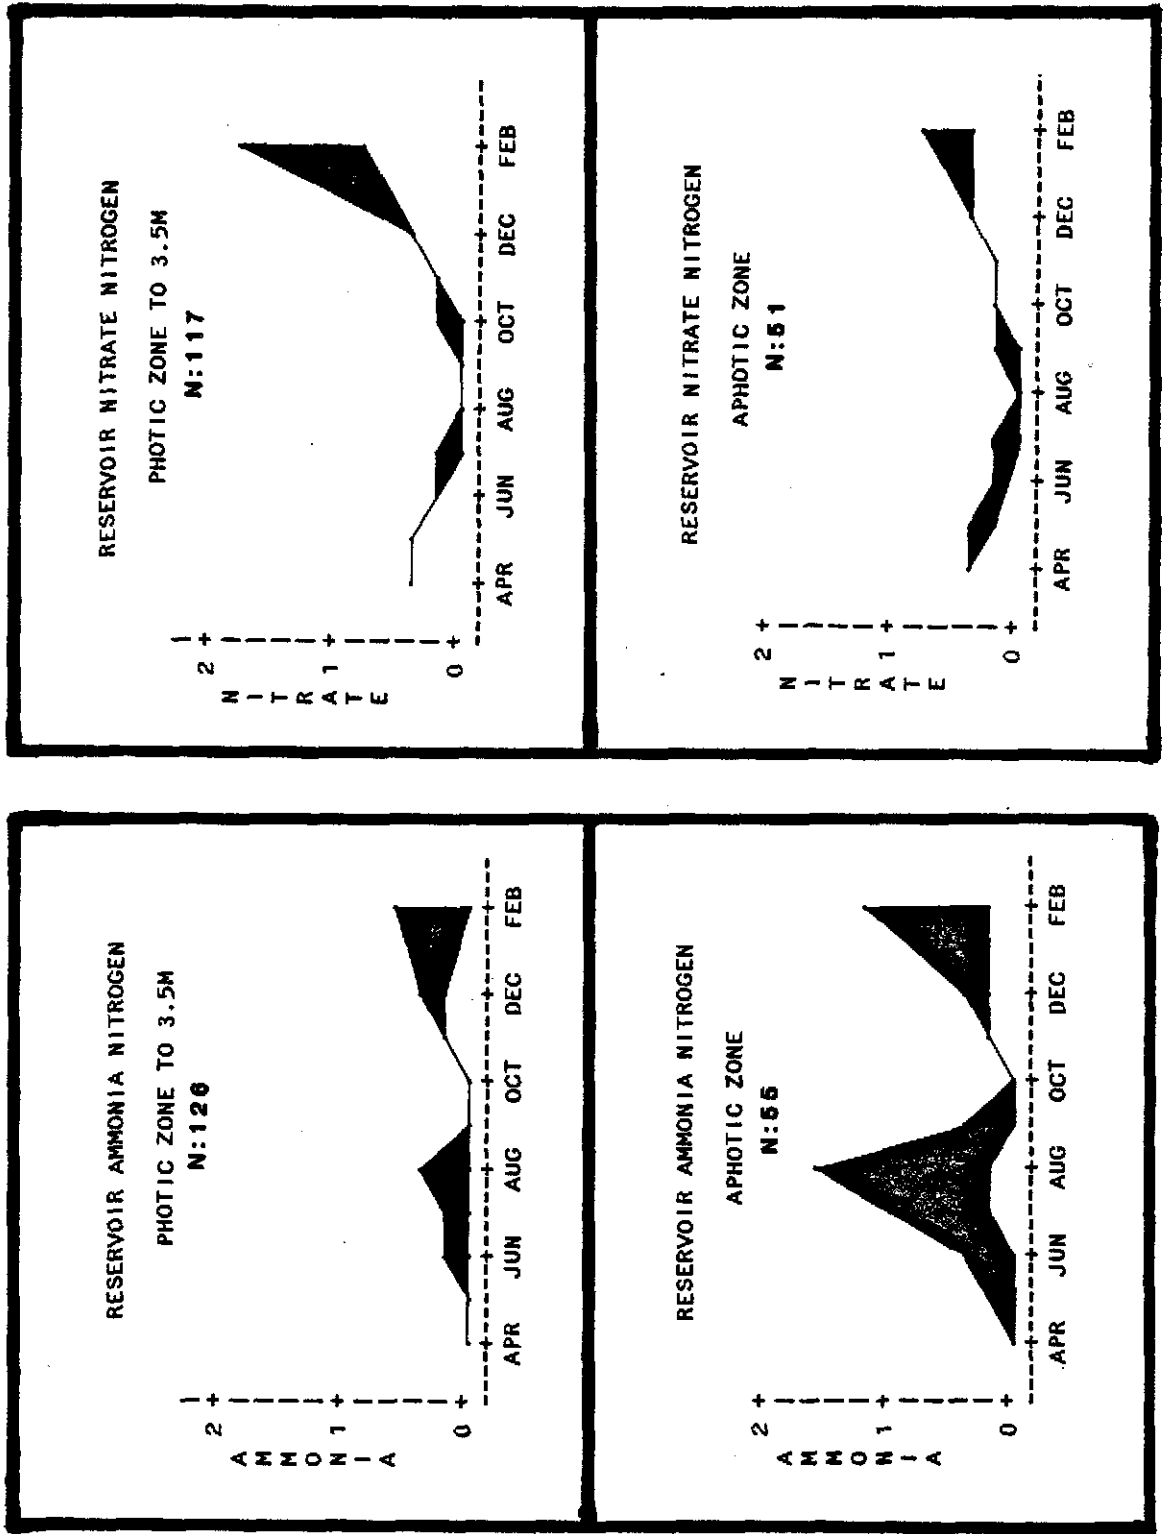 RESERVOIR AMMONIA NITROGEN
PHOTIC ZONE TO 3.5M
N:126
AMMONIA
2
1
0
APR JUN AUG OCT DEC FEB
RESERVOIR NITRATE NITROGEN
PHOTIC ZONE TO 3.5M
N:117
NITRATE
2
1
0
APR JUN AUG OCT DEC FEB
RESERVOIR AMMONIA NITROGEN
APHOTIC ZONE
N:55
AMMONIA
2
1
0
APR JUN AUG OCT DEC FEB
RESERVOIR NITRATE NITROGEN
APHOTIC ZONE
N:51
NITRATE
2
1
0
APR JUN AUG OCT DEC FEB